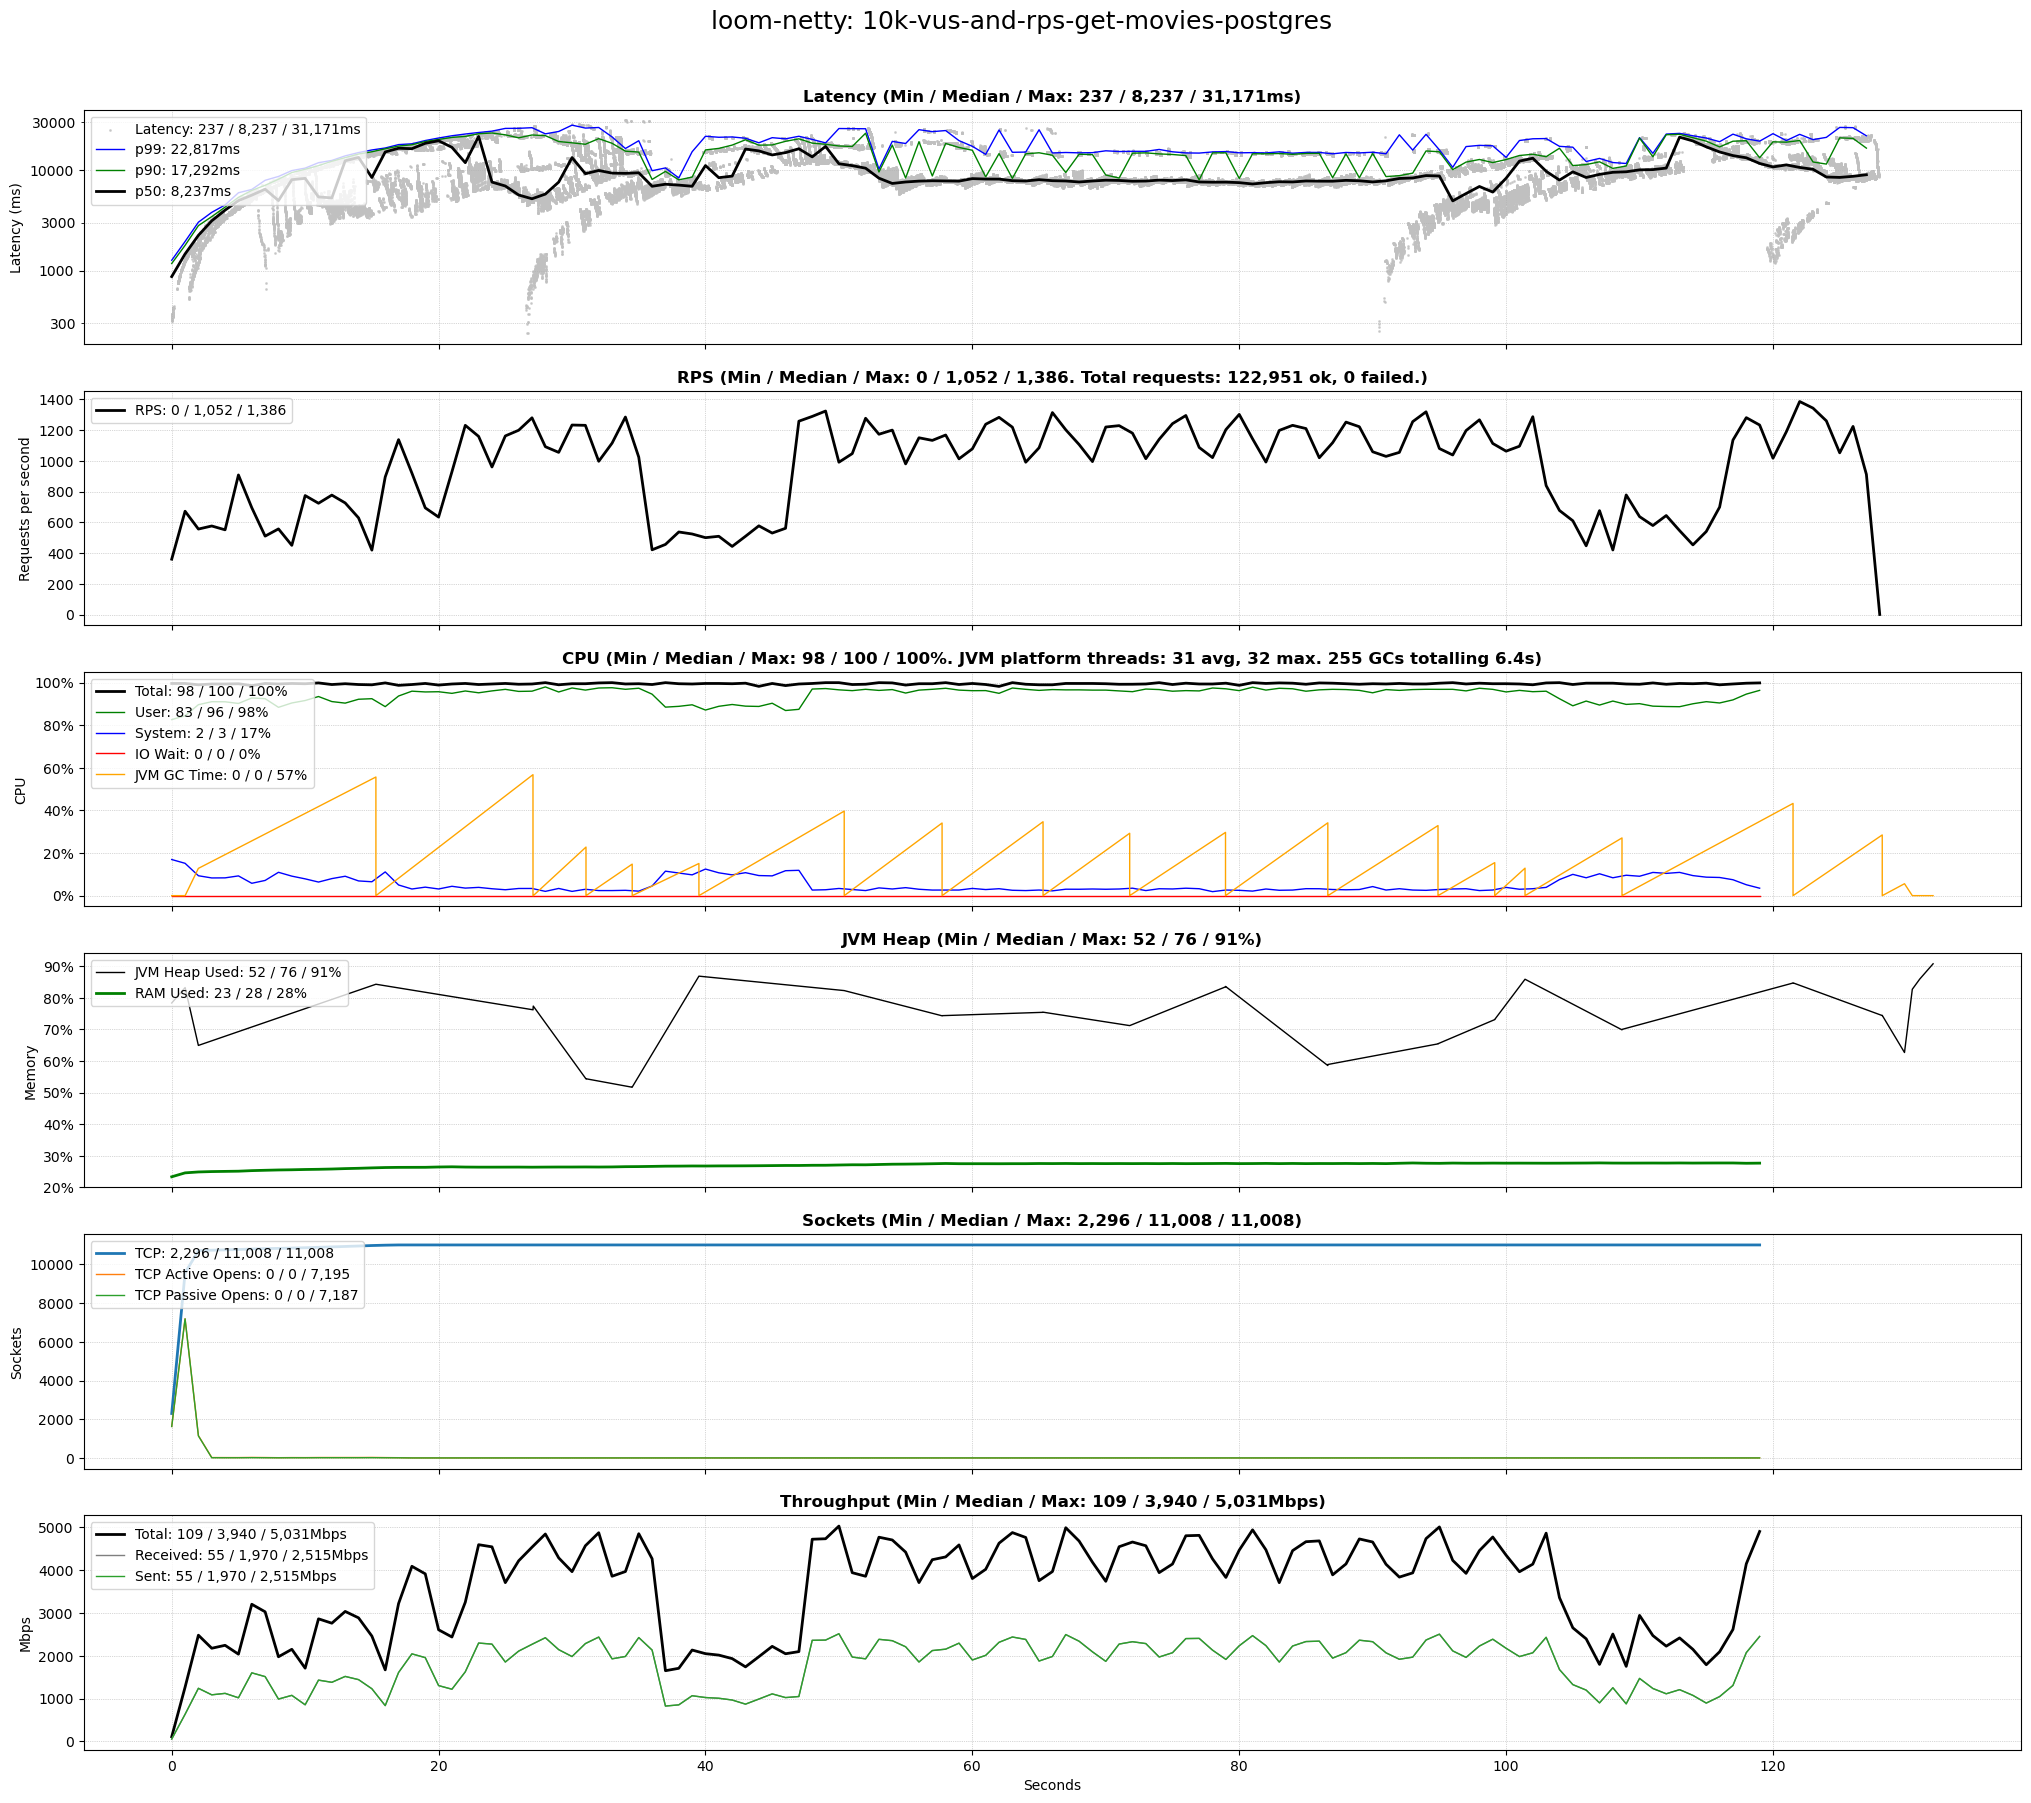 loom-netty: 10k-vus-and-rps-get-movies-postgres
Latency (Min / Median / Max: 237 / 8,237 / 31,171ms)
Latency: 237 / 8,237 / 31,171ms
p99: 22,817ms
p90: 17,292ms
p50: 8,237ms
Latency (ms)
30000
10000
3000
1000
300
RPS (Min / Median / Max: 0 / 1,052 / 1,386. Total requests: 122,951 ok, 0 failed.)
RPS: 0 / 1,052 / 1,386
Requests per second
1400
1200
1000
800
600
400
200
0
CPU (Min / Median / Max: 98 / 100 / 100%. JVM platform threads: 31 avg, 32 max. 255 GCs totalling 6.4s)
Total: 98 / 100 / 100%
User: 83 / 96 / 98%
System: 2 / 3 / 17%
IO Wait: 0 / 0 / 0%
JVM GC Time: 0 / 0 / 57%
CPU
100%
80%
60%
40%
20%
0%
JVM Heap (Min / Median / Max: 52 / 76 / 91%)
JVM Heap Used: 52 / 76 / 91%
RAM Used: 23 / 28 / 28%
Memory
90%
80%
70%
60%
50%
40%
30%
20%
Sockets (Min / Median / Max: 2,296 / 11,008 / 11,008)
TCP: 2,296 / 11,008 / 11,008
TCP Active Opens: 0 / 0 / 7,195
TCP Passive Opens: 0 / 0 / 7,187
Sockets
10000
8000
6000
4000
2000
0
Throughput (Min / Median / Max: 109 / 3,940 / 5,031Mbps)
Total: 109 / 3,940 / 5,031Mbps
Received: 55 / 1,970 / 2,515Mbps
Sent: 55 / 1,970 / 2,515Mbps
Mbps
5000
4000
3000
2000
1000
0
0 20 40 60 80 100 120
Seconds